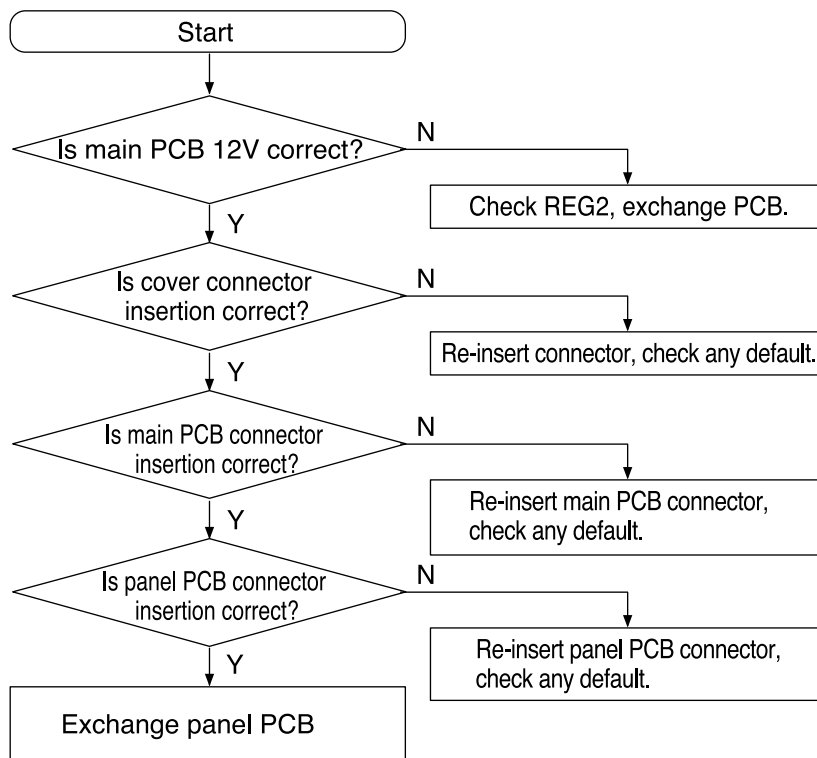 Start
Is main PCB 12V correct?
N
Check REG2, exchange PCB.
Y
Is cover connector
insertion correct?
N
Re-insert connector, check any default.
Y
Is main PCB connector
insertion correct?
N
Re-insert main PCB connector,
check any default.
Y
Is panel PCB connector
insertion correct?
N
Re-insert panel PCB connector,
check any default.
Y
Exchange panel PCB